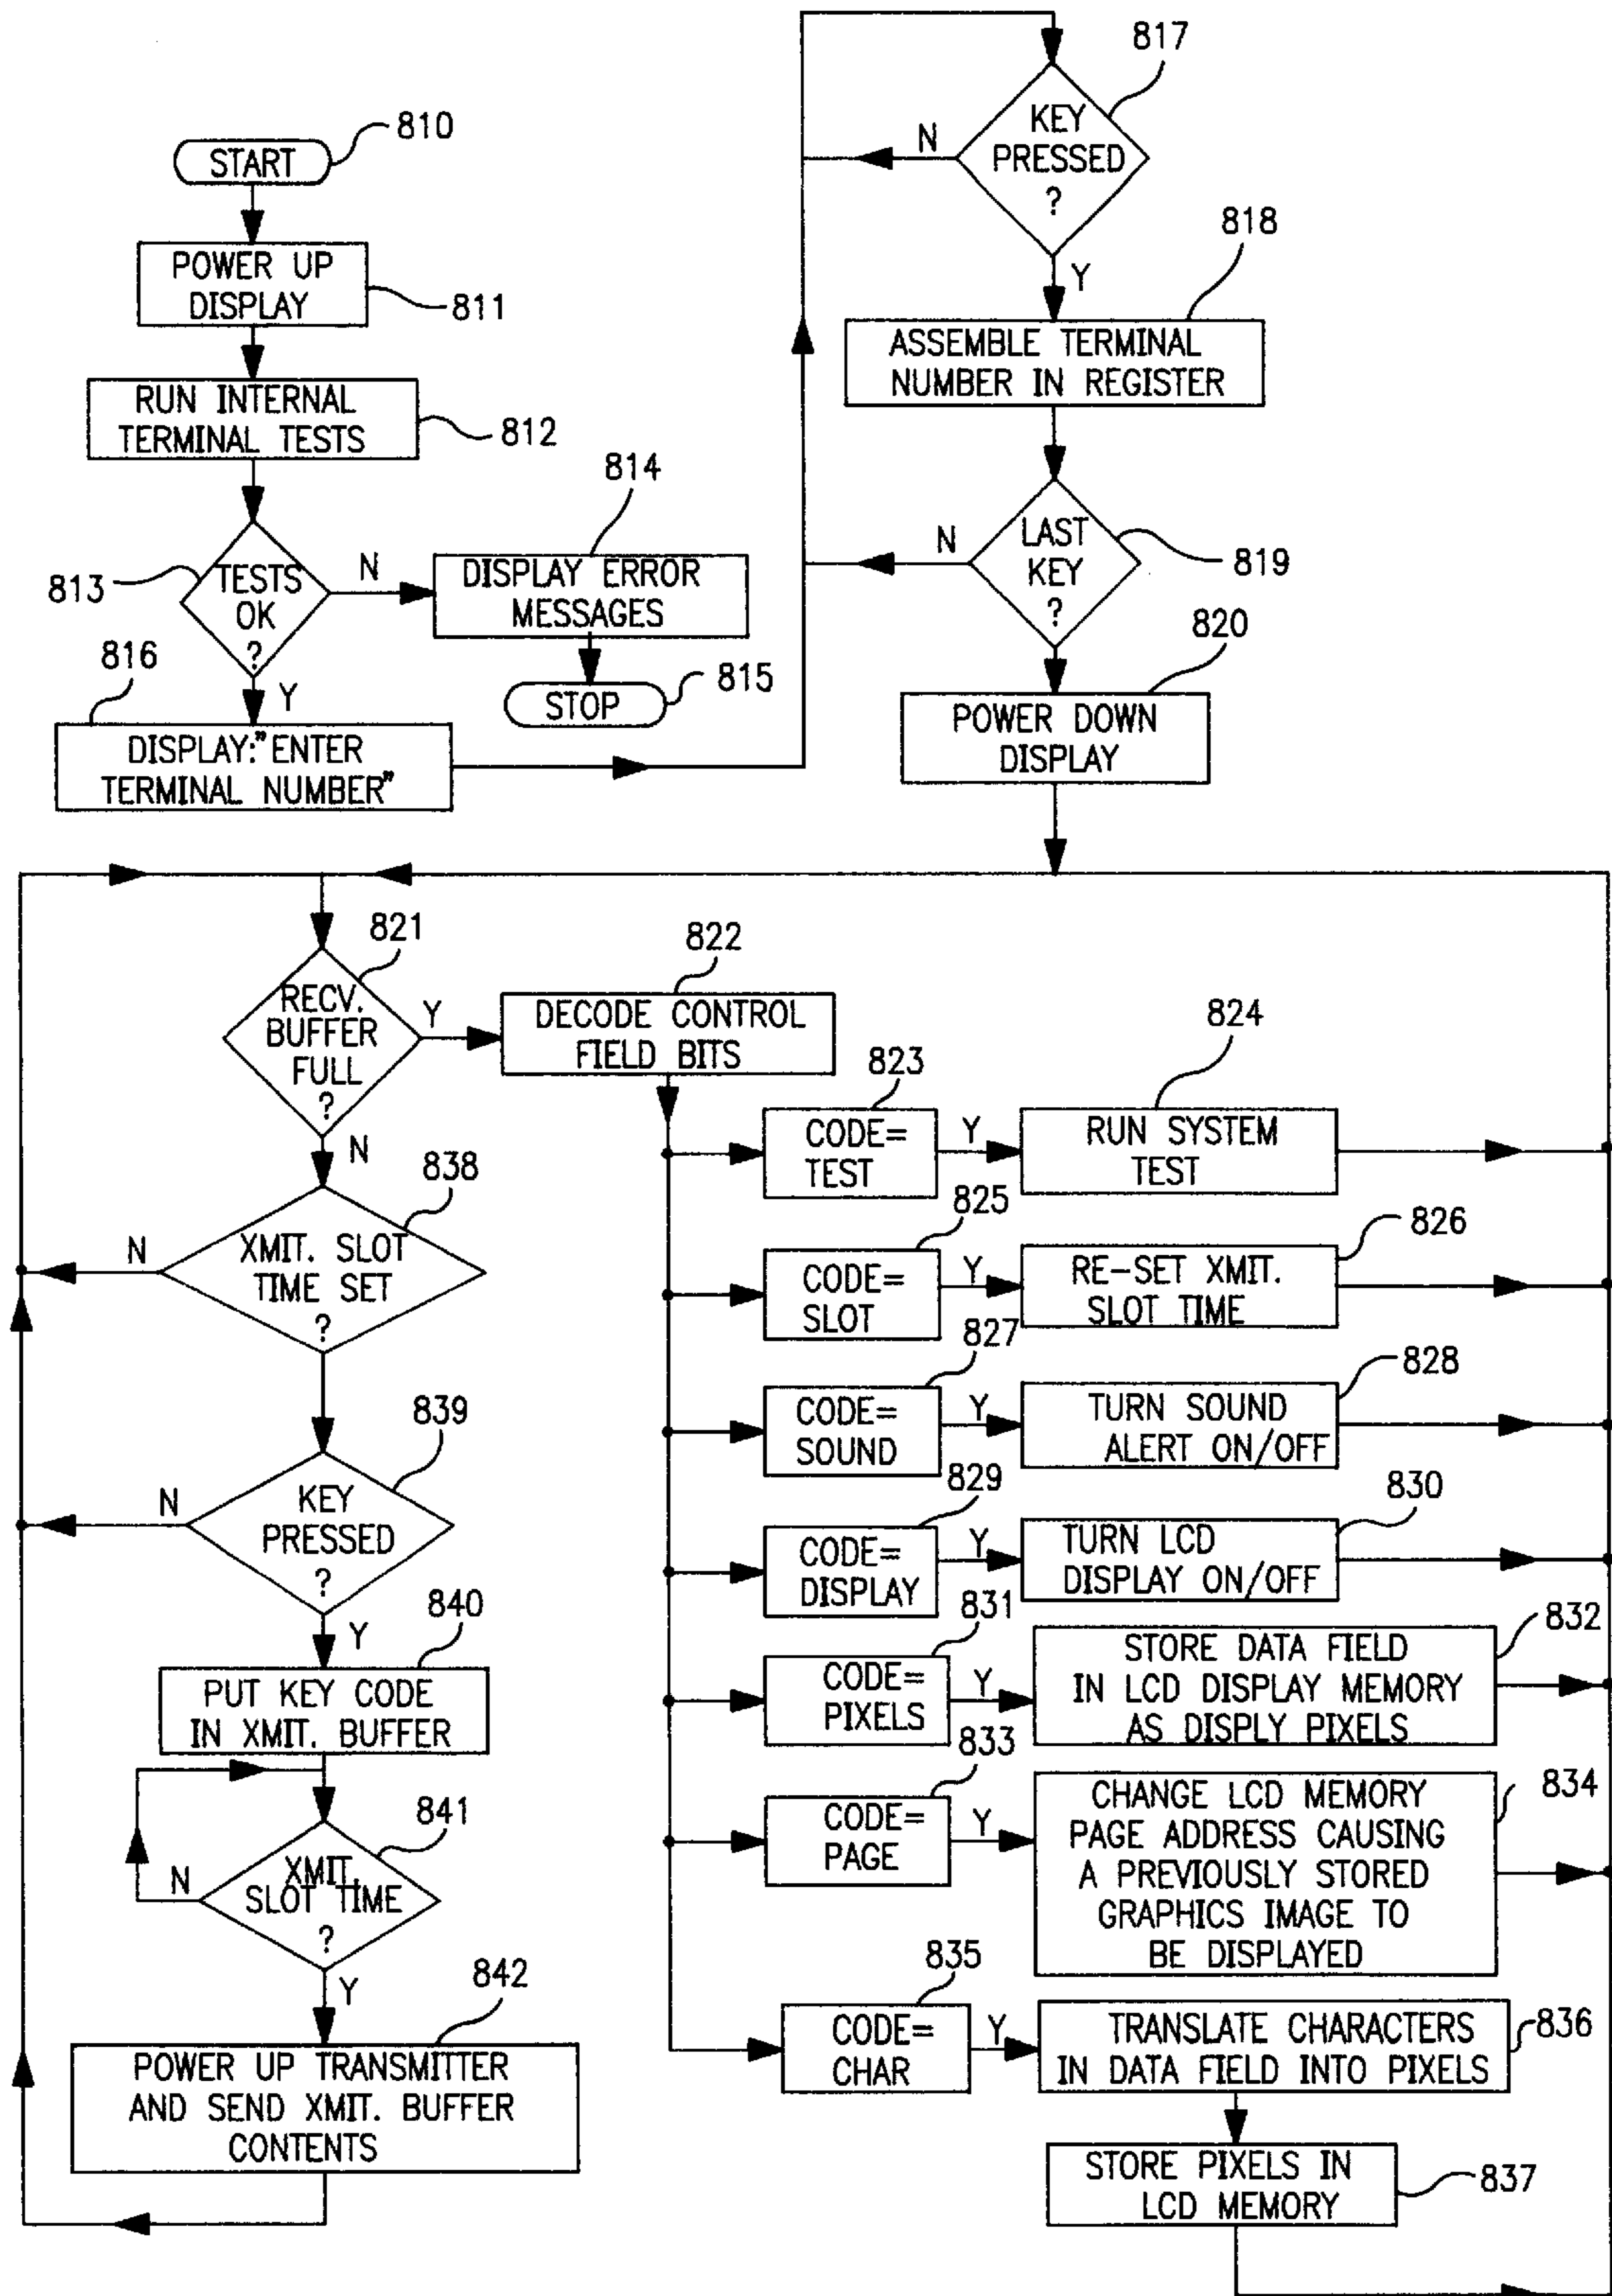 START
810
POWER UP
DISPLAY
811
RUN INTERNAL
TERMINAL TESTS
812
813
TESTS
OK
?
N
Y
814
DISPLAY ERROR
MESSAGES
STOP
815
816
DISPLAY:"ENTER
TERMINAL NUMBER"
817
KEY
PRESSED
?
N
Y
818
ASSEMBLE TERMINAL
NUMBER IN REGISTER
819
LAST
KEY
?
N
820
POWER DOWN
DISPLAY
821
RECV.
BUFFER
FULL
?
Y
N
822
DECODE CONTROL
FIELD BITS
823
CODE=
TEST
Y
824
RUN SYSTEM
TEST
825
CODE=
SLOT
Y
826
RE-SET XMIT.
SLOT TIME
827
CODE=
SOUND
Y
828
TURN SOUND
ALERT ON/OFF
829
CODE=
DISPLAY
Y
830
TURN LCD
DISPLAY ON/OFF
831
CODE=
PIXELS
Y
832
STORE DATA FIELD
IN LCD DISPLAY MEMORY
AS DISPLY PIXELS
833
CODE=
PAGE
Y
834
CHANGE LCD MEMORY
PAGE ADDRESS CAUSING
A PREVIOUSLY STORED
GRAPHICS IMAGE TO
BE DISPLAYED
835
CODE=
CHAR
Y
836
TRANSLATE CHARACTERS
IN DATA FIELD INTO PIXELS
837
STORE PIXELS IN
LCD MEMORY
838
XMIT. SLOT
TIME SET
?
N
839
KEY
PRESSED
?
N
Y
840
PUT KEY CODE
IN XMIT. BUFFER
841
XMIT.
SLOT TIME
?
N
Y
842
POWER UP TRANSMITTER
AND SEND XMIT. BUFFER
CONTENTS